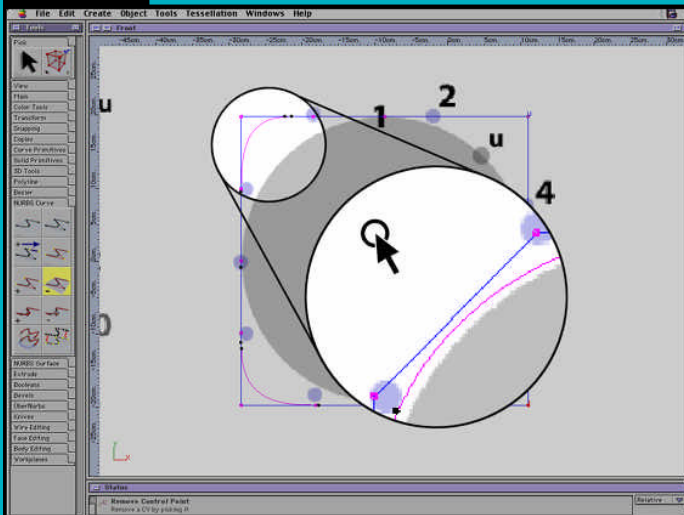 File Edit Create Object Tools Tessellation Windows Help
Tools
Front
Pick
View
Main
Color Tools
Transform
Snapping
Copies
Curve Primitives
Solid Primitives
3D Tools
Polyline
Bezier
NURBS Curve
NURBS Surface
Extrude
Booleans
Bevels
UberNurbs
Knives
Wire Editing
Face Editing
Body Editing
Workplanes
u
1
2
u
4
0
y
x
Status
Remove Control Point
Remove a CV by picking it
Relative